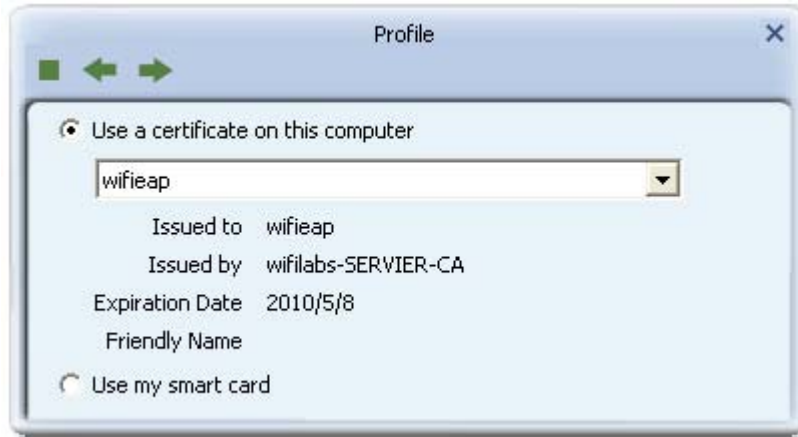 Profile
Use a certificate on this computer
wifieap
Issued to wifieap
Issued by wifilabs-SERVIER-CA
Expiration Date 2010/5/8
Friendly Name
Use my smart card